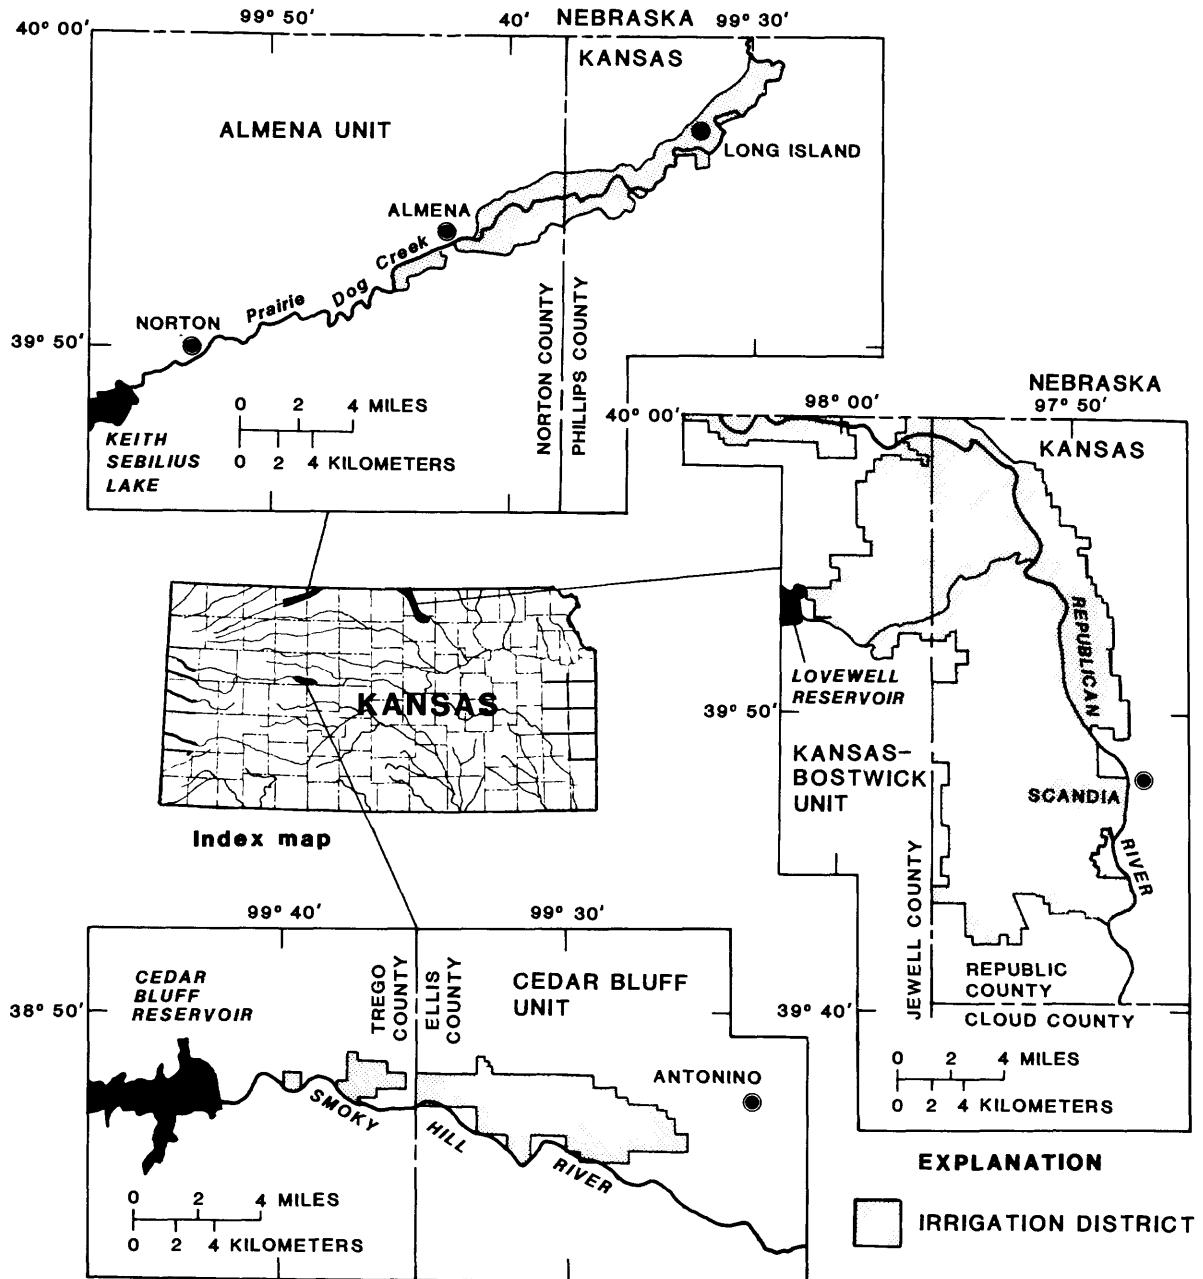 99° 50'
40'
NEBRASKA
99° 30'
40° 00'
KANSAS
ALMENA UNIT
LONG ISLAND
ALMENA
Prairie Dog Creek
NORTON
39° 50'
NORTON COUNTY
PHILLIPS COUNTY
0 2 4 MILES
0 2 4 KILOMETERS
KEITH
SEBILIUS
LAKE
NEBRASKA
98° 00'
97° 50'
40° 00'
KANSAS
REPUBLICAN
LOVEWELL
RESERVOIR
39° 50'
KANSAS-
BOSTWICK
UNIT
SCANDIA
RIVER
JEWELL COUNTY
REPUBLIC
COUNTY
39° 40'
CLOUD COUNTY
0 2 4 MILES
0 2 4 KILOMETERS
KANSAS
Index map
99° 40'
99° 30'
CEDAR
BLUFF
RESERVOIR
TREGO
COUNTY
ELLIS
COUNTY
CEDAR BLUFF
UNIT
38° 50'
ANTONINO
SMOKY HILL RIVER
0 2 4 MILES
0 2 4 KILOMETERS
EXPLANATION
IRRIGATION DISTRICT